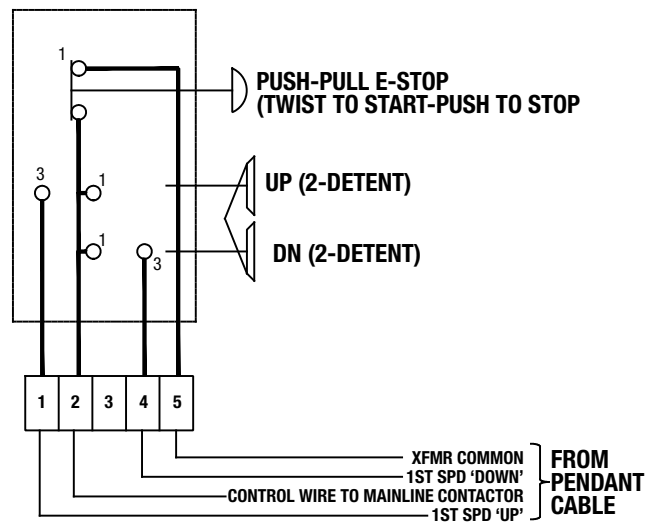 1
PUSH-PULL E-STOP
(TWIST TO START-PUSH TO STOP
3
1
UP (2-DETENT)
1
3
DN (2-DETENT)
1 2 3 4 5
XFMR COMMON
1ST SPD ‘DOWN’
CONTROL WIRE TO MAINLINE CONTACTOR
1ST SPD ‘UP’
FROM
PENDANT
CABLE